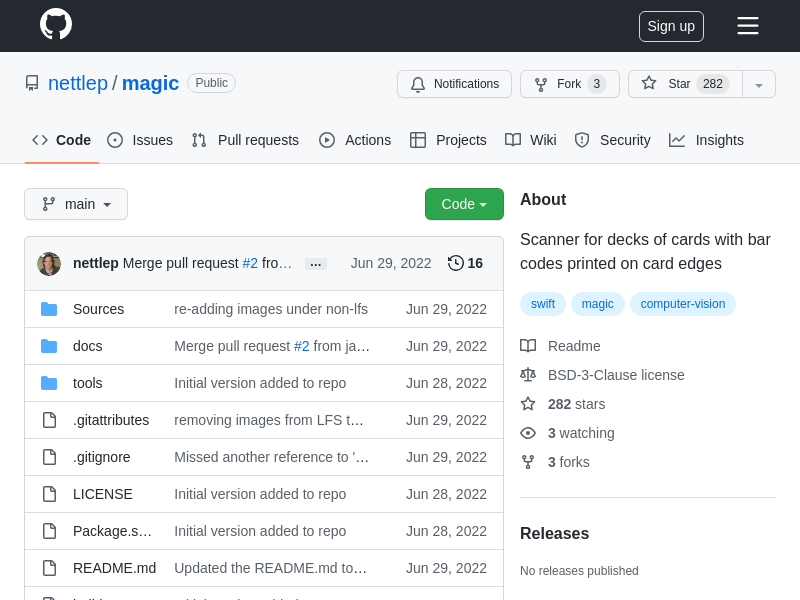 Sign up
nettlep / magic Public
Notifications
Fork 3
Star 282
Code
Issues
Pull requests
Actions
Projects
Wiki
Security
Insights
main
Code
nettlep Merge pull request #2 fro… … Jun 29, 2022 16
Sources re-adding images under non-lfs Jun 29, 2022
docs Merge pull request #2 from ja… Jun 29, 2022
tools Initial version added to repo Jun 28, 2022
.gitattributes removing images from LFS t… Jun 29, 2022
.gitignore Missed another reference to '… Jun 29, 2022
LICENSE Initial version added to repo Jun 28, 2022
Package.s… Initial version added to repo Jun 28, 2022
README.md Updated the README.md to… Jun 29, 2022
About
Scanner for decks of cards with bar
codes printed on card edges
swift magic computer-vision
Readme
BSD-3-Clause license
282 stars
3 watching
3 forks
Releases
No releases published